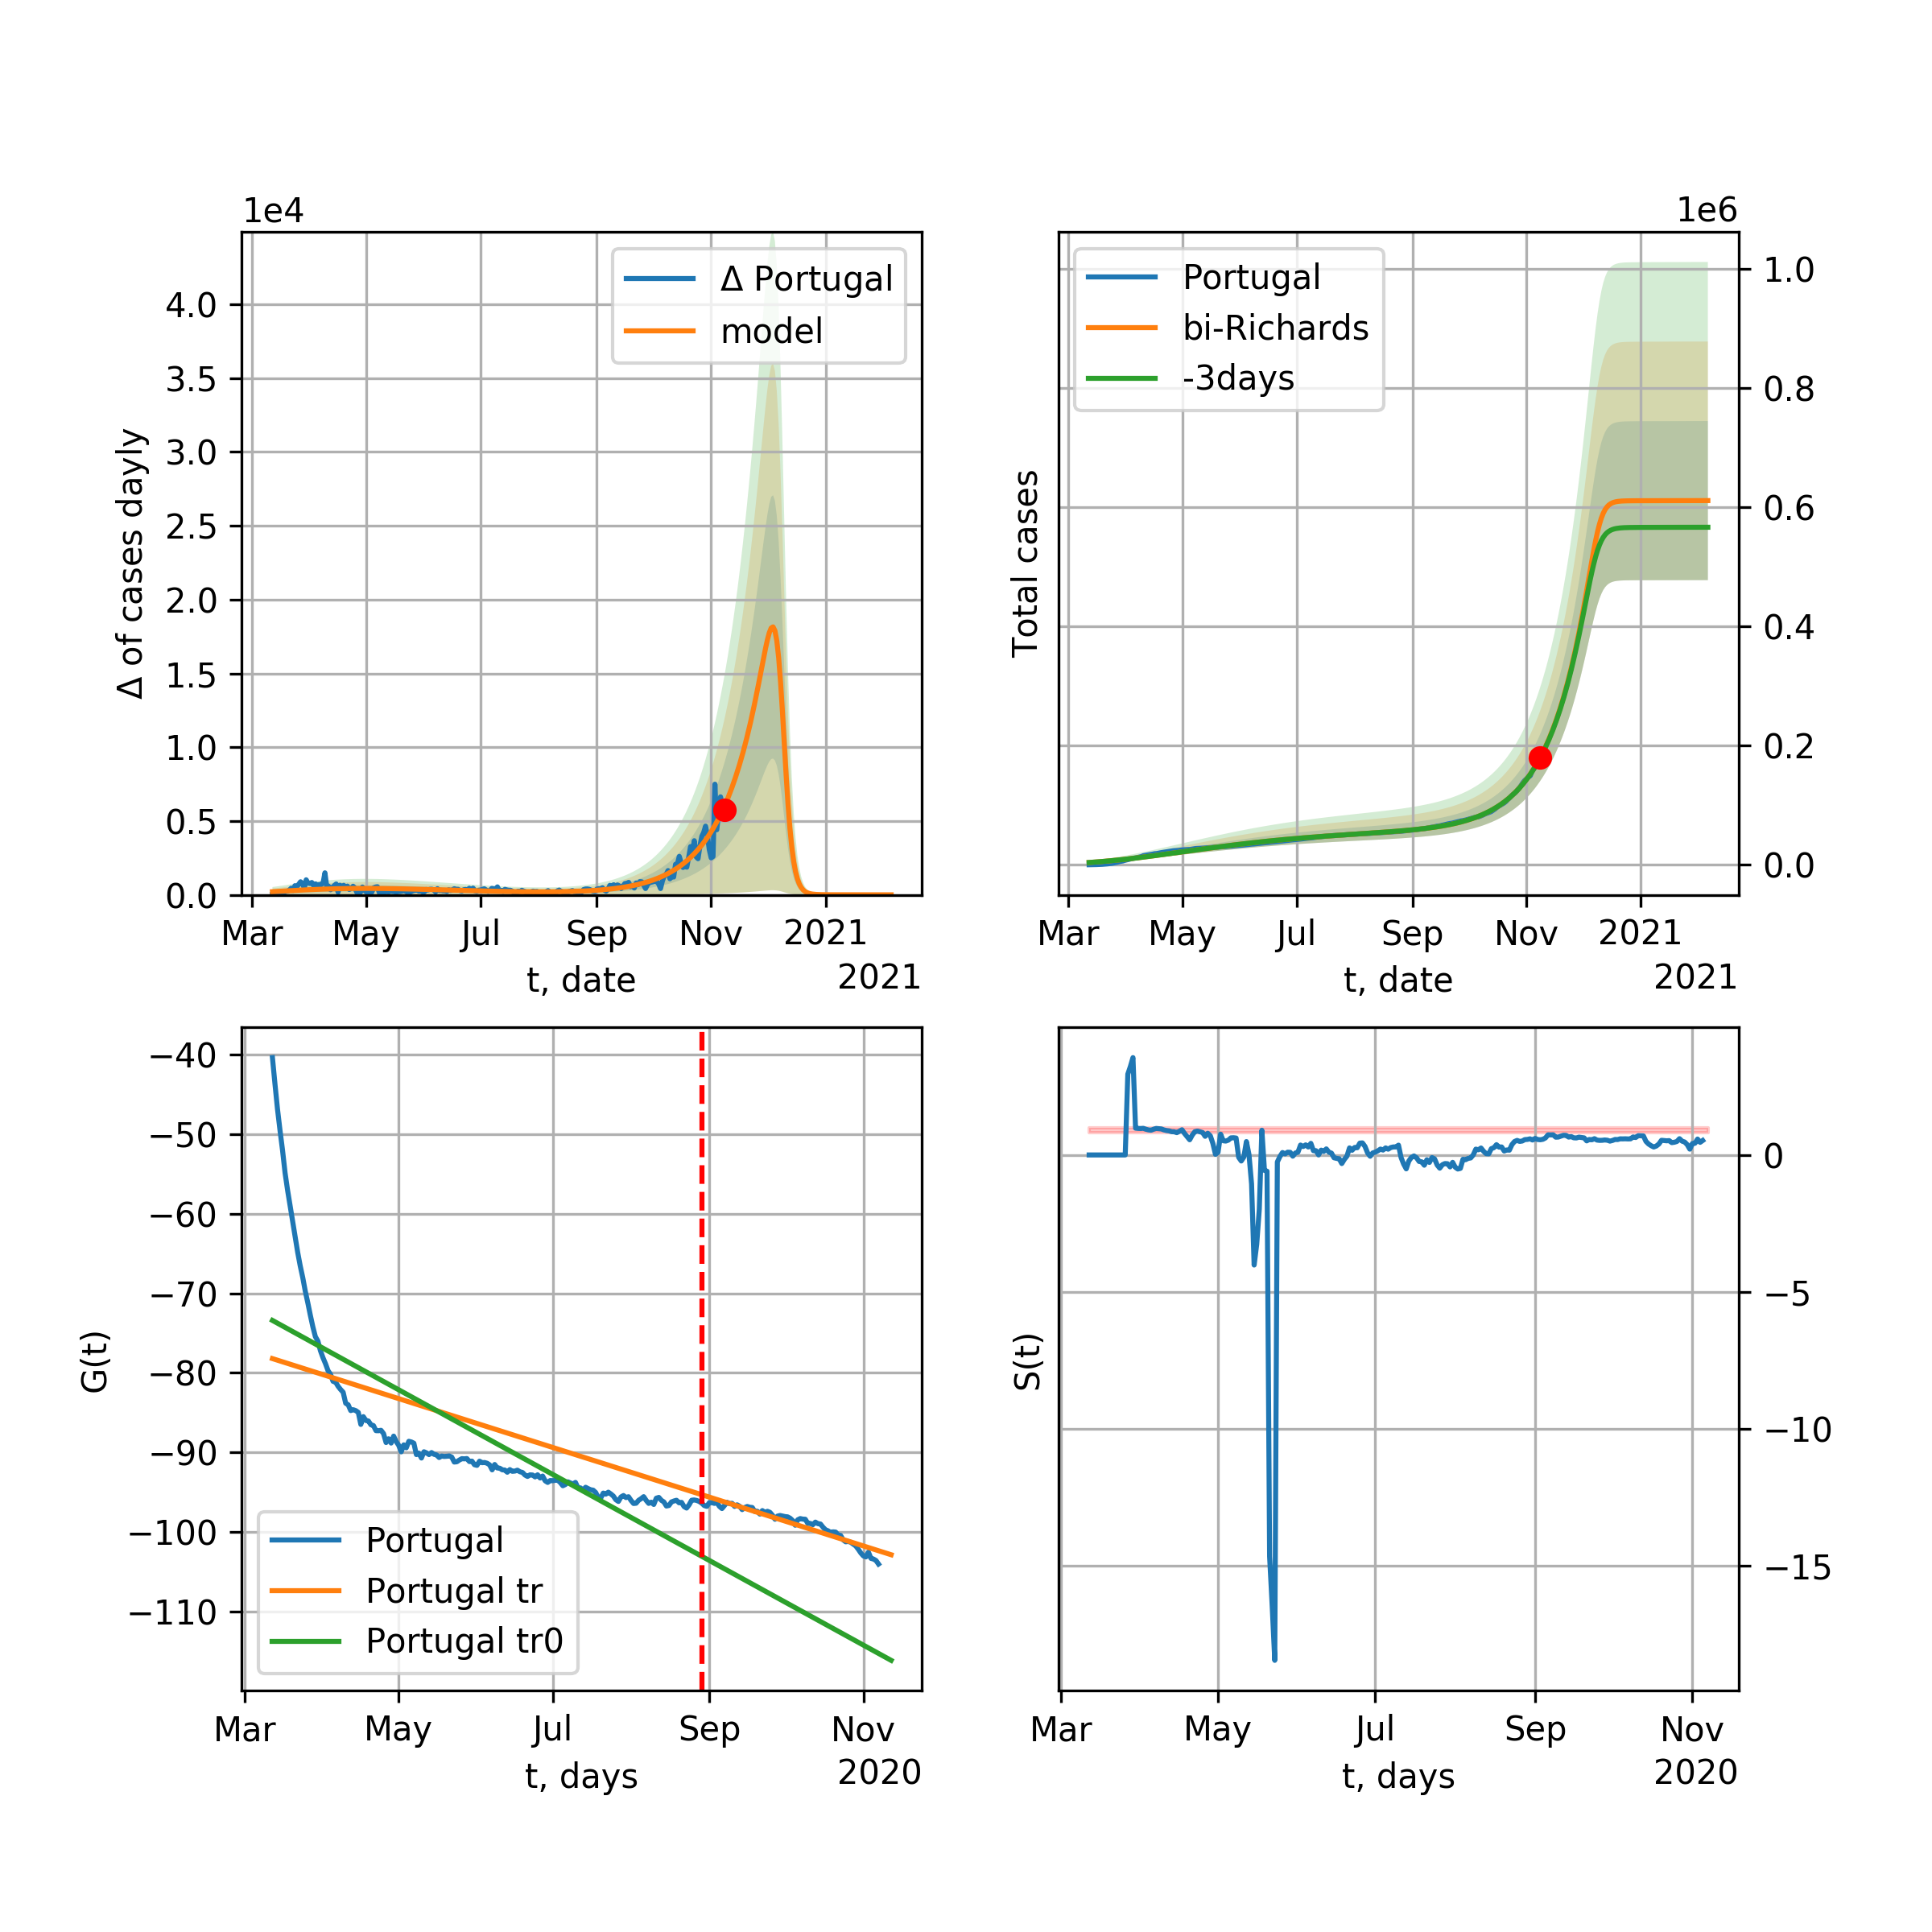 1e4
Δ of cases dayly
4.0
3.5
3.0
2.5
2.0
1.5
1.0
0.5
0.0
Δ Portugal
model
Mar May Jul Sep Nov 2021
t, date
2021
1e6
Total cases
Portugal
bi-Richards
-3days
1.0
0.8
0.6
0.4
0.2
0.0
Mar May Jul Sep Nov 2021
t, date
2021
G(t)
−40
−50
−60
−70
−80
−90
−100
−110
Portugal
Portugal tr
Portugal tr0
Mar May Jul Sep Nov
t, days
2020
S(t)
0
−5
−10
−15
Mar May Jul Sep Nov
t, days
2020